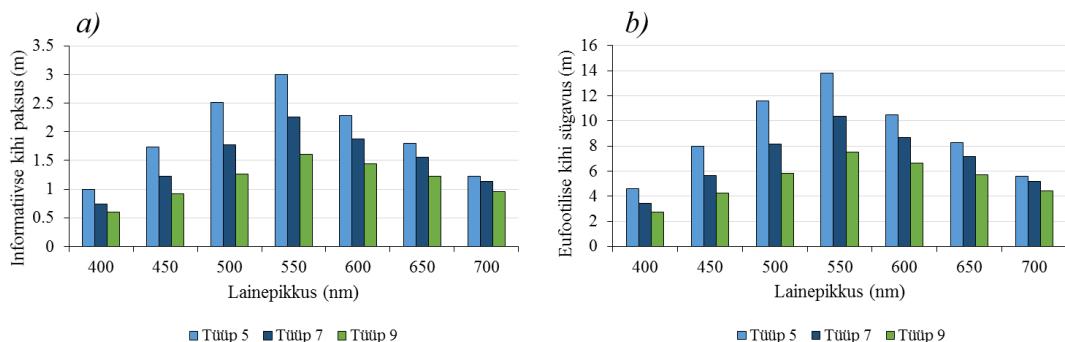 a)
Informatiivse kihi paksus (m)
3.5
3
2.5
2
1.5
1
0.5
0
400 450 500 550 600 650 700
Lainepikkus (nm)
Tüüp 5 Tüüp 7 Tüüp 9
b)
Eufootilise kihi sügavus (m)
16
14
12
10
8
6
4
2
0
400 450 500 550 600 650 700
Lainepikkus (nm)
Tüüp 5 Tüüp 7 Tüüp 9